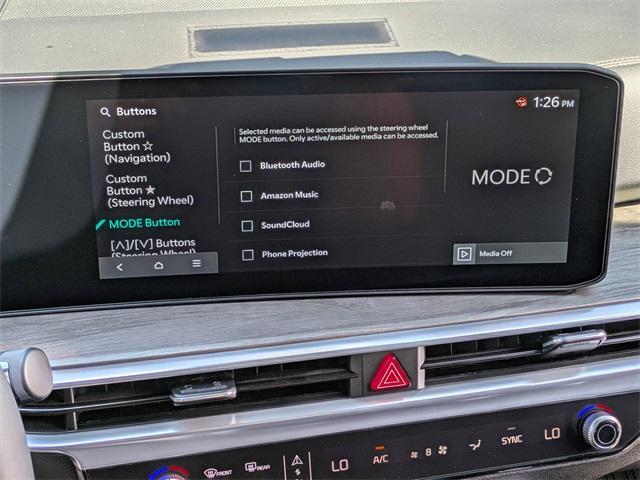 Buttons
1:26 PM
Custom
Button ☆
(Navigation)
Custom
Button ★
(Steering Wheel)
MODE Button
[∧]/[∨] Buttons
(Steering Wheel)
Selected media can be accessed using the steering wheel
MODE button. Only active/available media can be accessed.
Bluetooth Audio
Amazon Music
SoundCloud
Phone Projection
MODE
Media Off
FRONT
REAR
LO
A/C
8
SYNC
LO